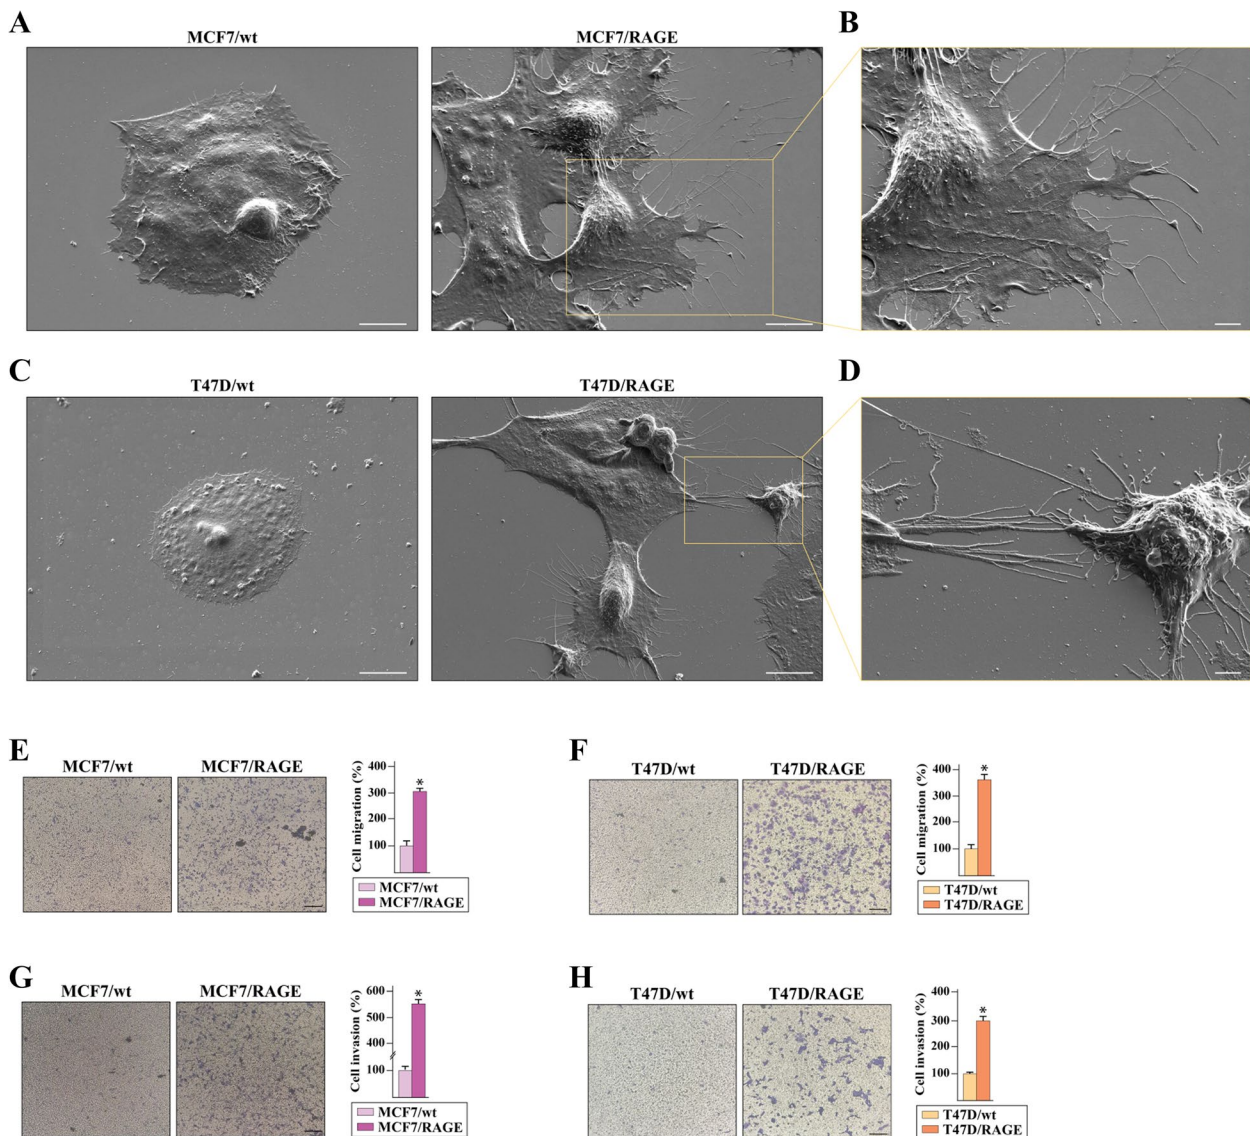 A
B
MCF7/wt
MCF7/RAGE
C
D
T47D/wt
T47D/RAGE
E
MCF7/wt
MCF7/RAGE
Cell migration (%)
400
300
100
*
MCF7/wt
MCF7/RAGE
F
T47D/wt
T47D/RAGE
Cell migration (%)
400
300
100
*
T47D/wt
T47D/RAGE
G
MCF7/wt
MCF7/RAGE
Cell invasion (%)
600
500
400
100
*
MCF7/wt
MCF7/RAGE
H
T47D/wt
T47D/RAGE
Cell invasion (%)
400
300
100
*
T47D/wt
T47D/RAGE